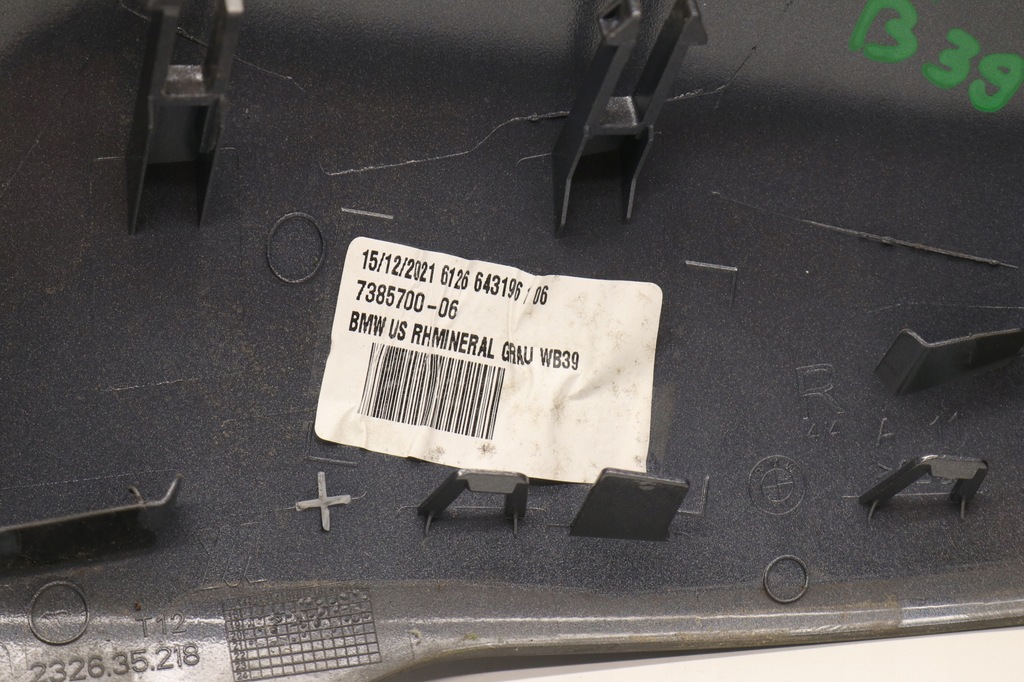 B39
15/12/2021 6126 643196 / 06
7385700-06
BMW US RHMINERAL GRAU WB39
R
T12
2326.35.218